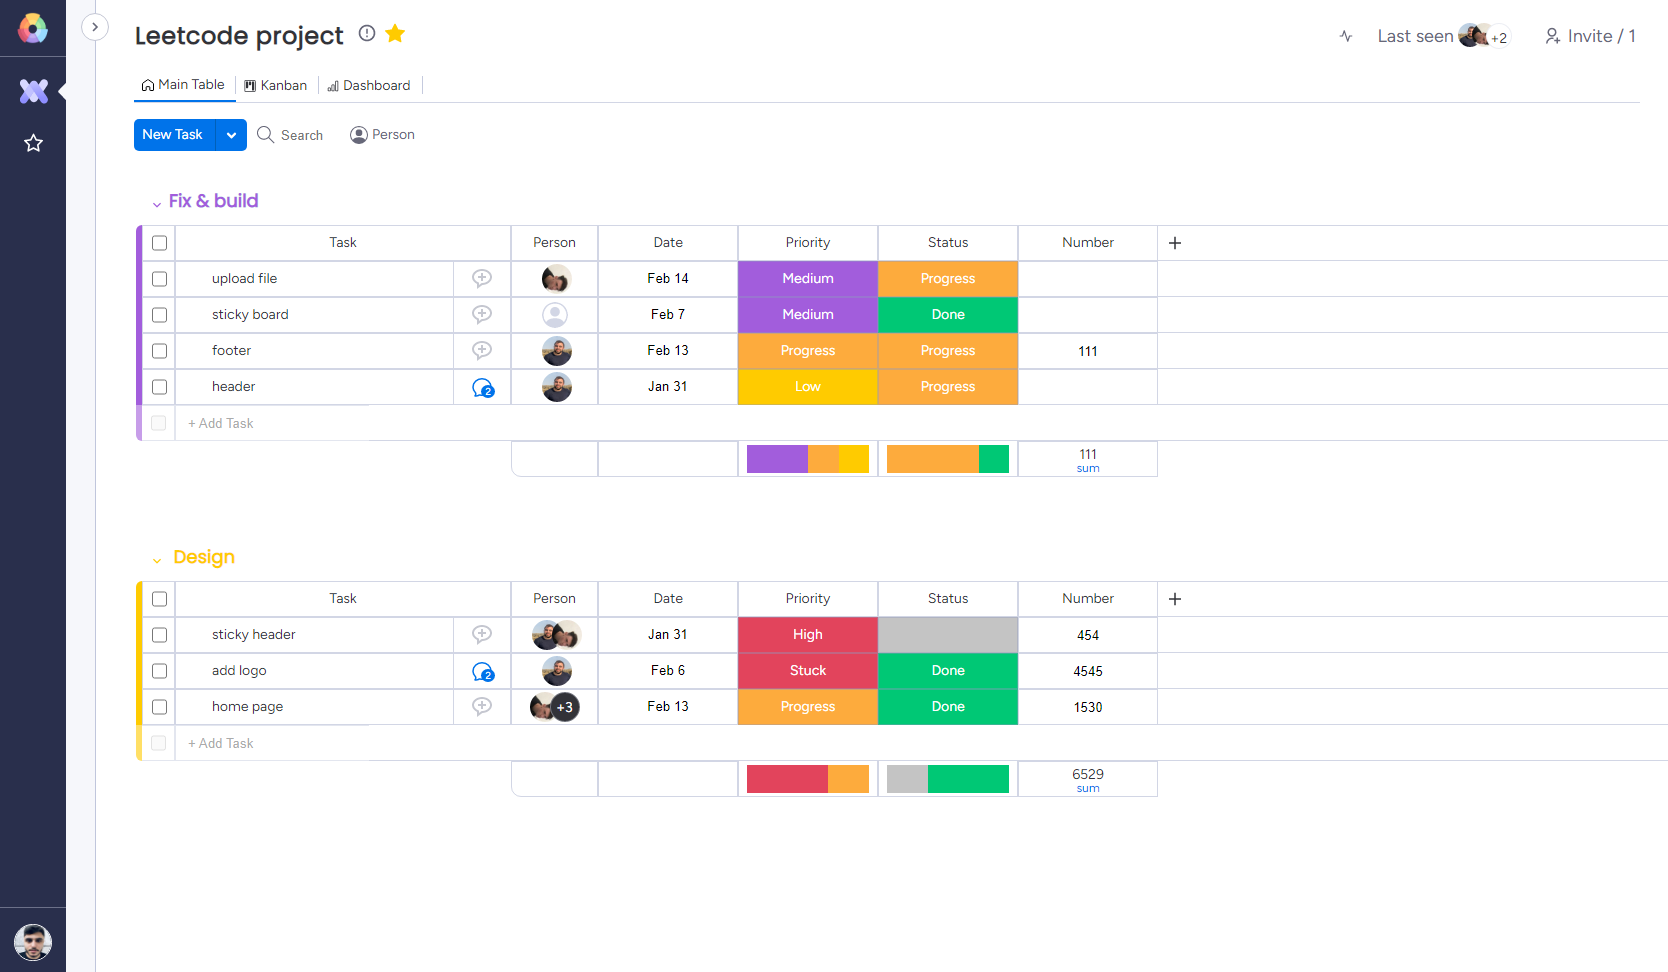 Leetcode project
Last seen +2 Invite / 1
Main Table Kanban Dashboard
New Task Search Person
Fix & build
Task Person Date Priority Status Number +
upload file Feb 14 Medium Progress
sticky board Feb 7 Medium Done
footer Feb 13 Progress Progress 111
header 2 Jan 31 Low Progress
+ Add Task
111
sum
Design
Task Person Date Priority Status Number +
sticky header Jan 31 High 454
add logo 2 Feb 6 Stuck Done 4545
home page +3 Feb 13 Progress Done 1530
+ Add Task
6529
sum